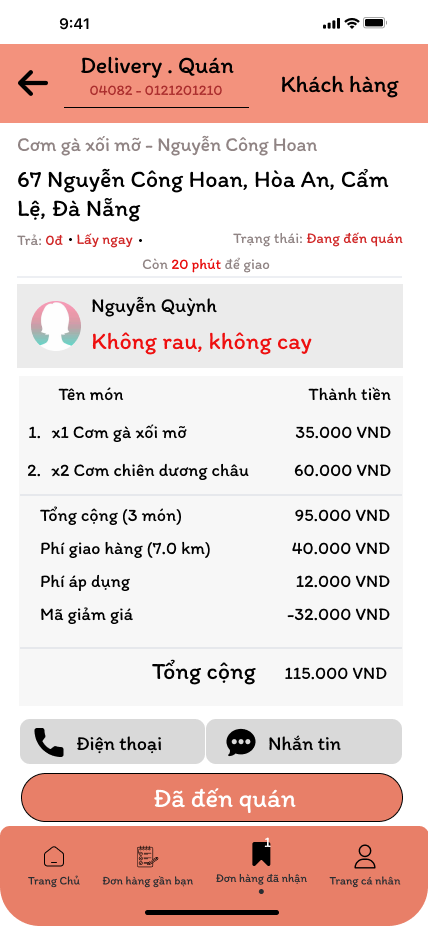 9:41
Delivery . Quán
04082 - 0121201210
Khách hàng
Cơm gà xối mỡ - Nguyễn Công Hoan
67 Nguyễn Công Hoan, Hòa An, Cẩm
Lệ, Đà Nẵng
Trả: 0đ • Lấy ngay •
Trạng thái: Đang đến quán
Còn 20 phút để giao
Nguyễn Quỳnh
Không rau, không cay
Tên món Thành tiền
1. x1 Cơm gà xối mỡ 35.000 VND
2. x2 Cơm chiên dương châu 60.000 VND
Tổng cộng (3 món) 95.000 VND
Phí giao hàng (7.0 km) 40.000 VND
Phí áp dụng 12.000 VND
Mã giảm giá -32.000 VND
Tổng cộng 115.000 VND
Điện thoại
Nhắn tin
Đã đến quán
1
Trang Chủ
Đơn hàng gần bạn
Đơn hàng đã nhận
Trang cá nhân